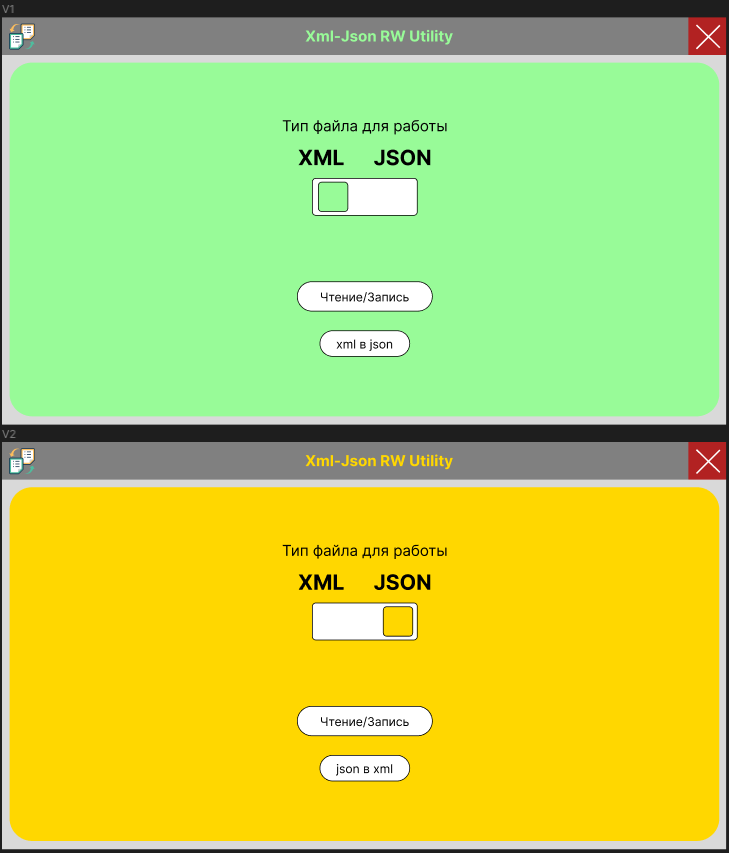 V1
Xml-Json RW Utility
Тип файла для работы
XML JSON
Чтение/Запись
xml в json
V2
Xml-Json RW Utility
Тип файла для работы
XML JSON
Чтение/Запись
json в xml